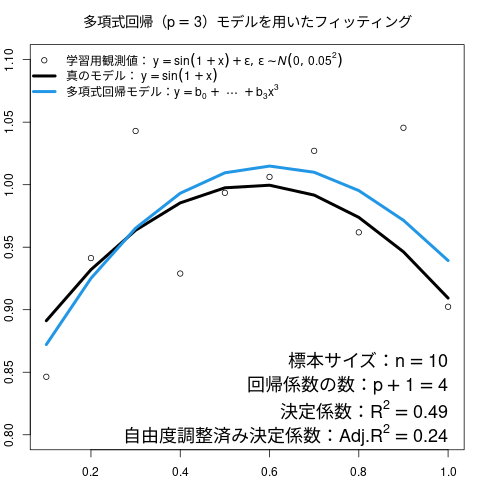 多項式回帰（p = 3）モデルを用いたフィッティング
学習用観測値： y = sin(1 + x) + ε, ε ~ N(0, 0.05²)
真のモデル： y = sin(1 + x)
多項式回帰モデル：y = b₀ + ⋯ + b₃x³
1.10
1.05
1.00
0.95
0.90
0.85
0.80
標本サイズ：n = 10
回帰係数の数：p + 1 = 4
決定係数：R² = 0.49
自由度調整済み決定係数：Adj.R² = 0.24
0.2 0.4 0.6 0.8 1.0